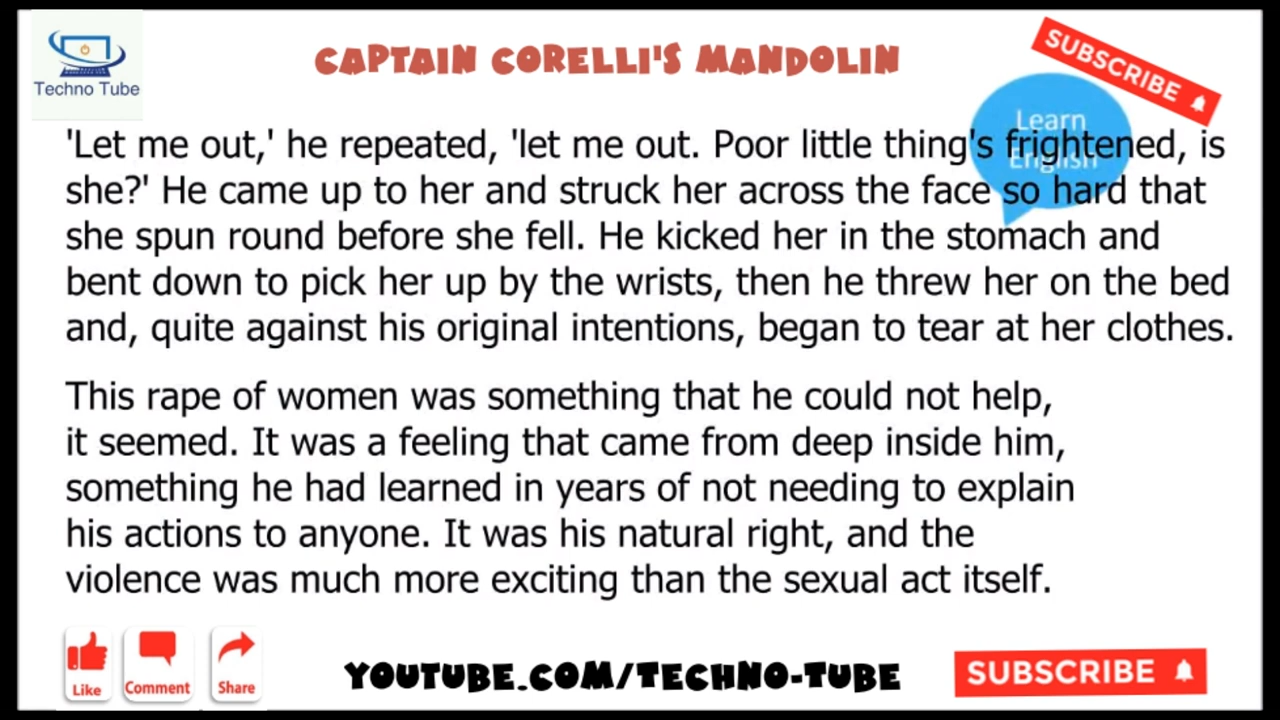 Techno Tube
CAPTAIN CORELLI'S MANDOLIN
SUBSCRIBE
Learn
English
'Let me out,' he repeated, 'let me out. Poor little thing's frightened, is
she?' He came up to her and struck her across the face so hard that
she spun round before she fell. He kicked her in the stomach and
bent down to pick her up by the wrists, then he threw her on the bed
and, quite against his original intentions, began to tear at her clothes.
This rape of women was something that he could not help,
it seemed. It was a feeling that came from deep inside him,
something he had learned in years of not needing to explain
his actions to anyone. It was his natural right, and the
violence was much more exciting than the sexual act itself.
Like
Comment
Share
YOUTUBE.COM/TECHNO-TUBE
SUBSCRIBE